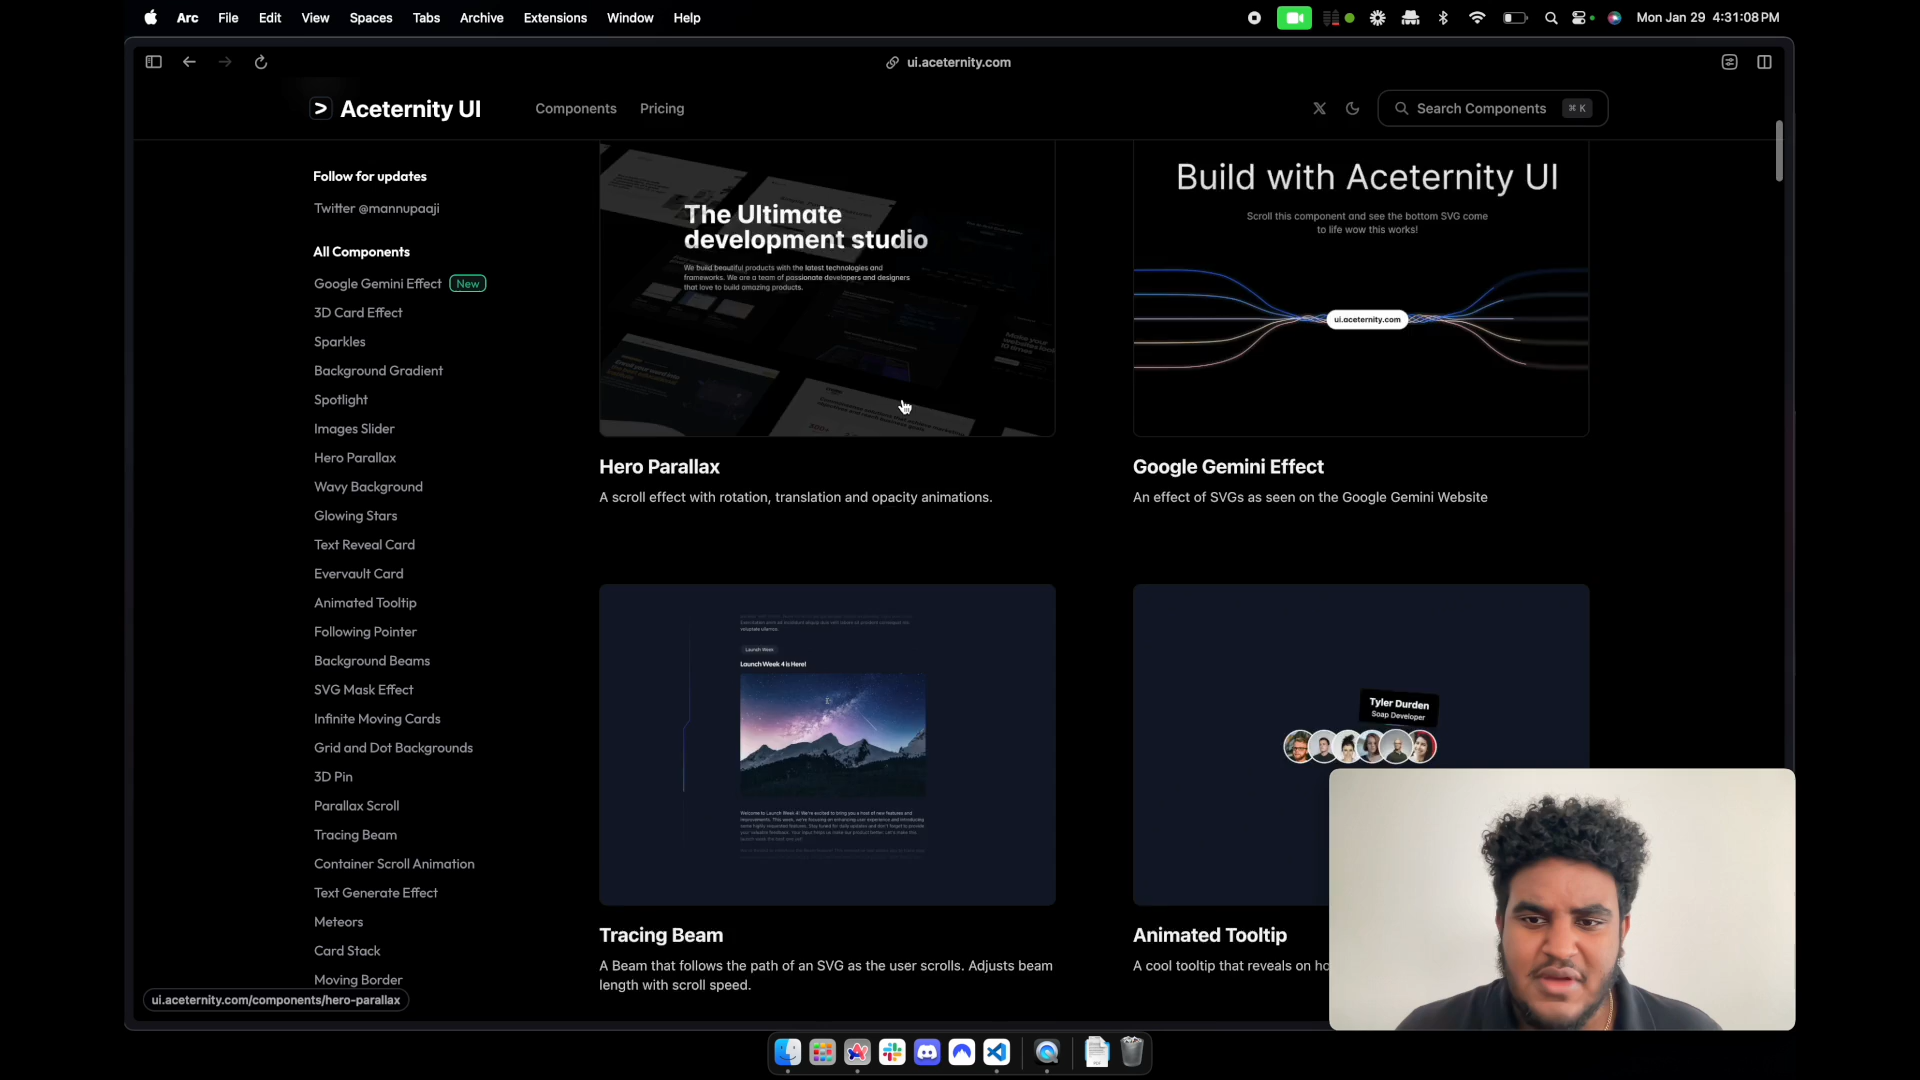 Arc File Edit View Spaces Tabs Archive Extensions Window Help
Mon Jan 29 4:31:08 PM
ui.aceternity.com
Aceternity UI
Components Pricing
Search Components ⌘ K
Follow for updates
Twitter @mannupaaji
All Components
Google Gemini Effect New
3D Card Effect
Sparkles
Background Gradient
Spotlight
Images Slider
Hero Parallax
Wavy Background
Glowing Stars
Text Reveal Card
Evervault Card
Animated Tooltip
Following Pointer
Background Beams
SVG Mask Effect
Infinite Moving Cards
Grid and Dot Backgrounds
3D Pin
Parallax Scroll
Tracing Beam
Container Scroll Animation
Text Generate Effect
Meteors
Card Stack
Moving Border
ui.aceternity.com/components/hero-parallax
The Ultimate
development studio
We build beautiful products with the latest technologies and
frameworks. We are a team of passionate developers and designers
that love to build amazing products.
Hero Parallax
A scroll effect with rotation, translation and opacity animations.
Build with Aceternity UI
Scroll this component and see the bottom SVG come
to life wow this works!
ui.aceternity.com
Google Gemini Effect
An effect of SVGs as seen on the Google Gemini Website
Launch Week
Launch Week 4 is Here!
Tracing Beam
A Beam that follows the path of an SVG as the user scrolls. Adjusts beam
length with scroll speed.
Tyler Durden
Soap Developer
Animated Tooltip
A cool tooltip that reveals on